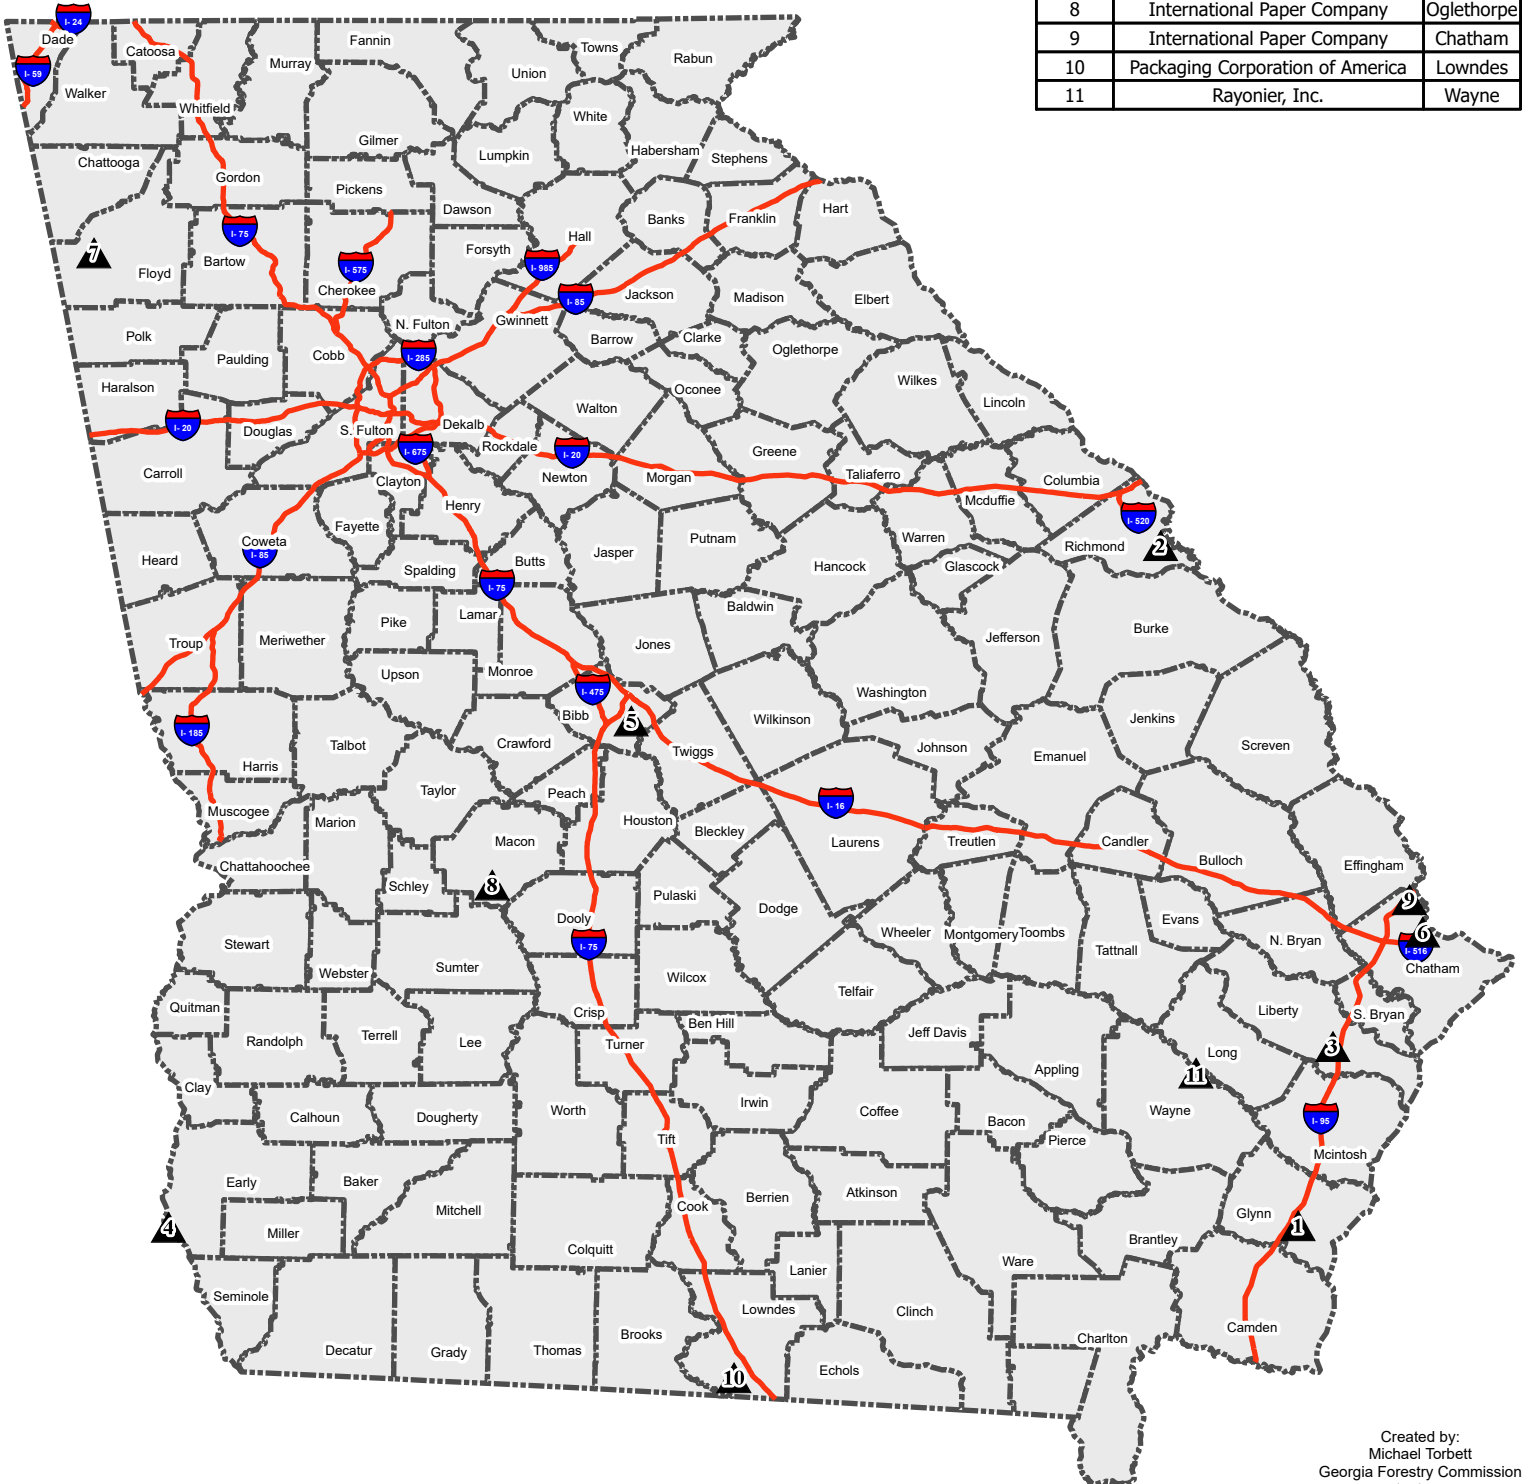 8 International Paper Company Oglethorpe
9 International Paper Company Chatham
10 Packaging Corporation of America Lowndes
11 Rayonier, Inc. Wayne
I- 24
Dade
Catoosa
Fannin
Towns
Rabun
Murray
Union
I- 59
Walker
Whitfield
White
Gilmer
Lumpkin
Habersham
Stephens
Chattooga
Gordon
Pickens
Dawson
Banks
Franklin
Hart
I- 75
Hall
7
Floyd
Bartow
I- 575
Forsyth
I- 985
Cherokee
I- 85
Jackson
Madison
Elbert
N. Fulton
Gwinnett
Polk
Paulding
Cobb
I- 285
Barrow
Clarke
Oglethorpe
Haralson
Oconee
Wilkes
Lincoln
Walton
I- 20
Douglas
S. Fulton
Dekalb
I- 675
Rockdale
I- 20
Greene
Carroll
Clayton
Newton
Morgan
Taliaferro
Columbia
Mcduffie
Henry
I- 520
Fayette
Coweta
I- 85
Heard
Spalding
Butts
Jasper
Putnam
Hancock
Warren
Glascock
Richmond
2
I- 75
Lamar
Baldwin
Troup
Meriwether
Pike
Jones
Jefferson
Burke
Upson
Monroe
I- 475
Washington
I- 185
Bibb
5
Wilkinson
Jenkins
Talbot
Crawford
Twiggs
Johnson
Emanuel
Screven
Harris
Taylor
Peach
I- 16
Muscogee
Marion
Macon
Houston
Bleckley
Laurens
Treutlen
Candler
Bulloch
Effingham
Chattahoochee
Schley
8
Pulaski
9
Dooly
Dodge
Evans
Stewart
I- 75
Wheeler
Montgomery
Toombs
Tattnall
N. Bryan
6
I- 516
Chatham
Webster
Sumter
Wilcox
Telfair
Quitman
Crisp
Ben Hill
Liberty
S. Bryan
Randolph
Terrell
Lee
Turner
Jeff Davis
3
Long
Clay
Appling
11
Calhoun
Dougherty
Worth
Irwin
Coffee
Bacon
Wayne
I- 95
Tift
Pierce
Mcintosh
Early
Baker
Berrien
Atkinson
4
Miller
Mitchell
Cook
Glynn
1
Colquitt
Brantley
Ware
Lanier
Seminole
Lowndes
Clinch
Camden
Decatur
Grady
Thomas
Brooks
Charlton
10
Echols
Created by:
Michael Torbett
Georgia Forestry Commission